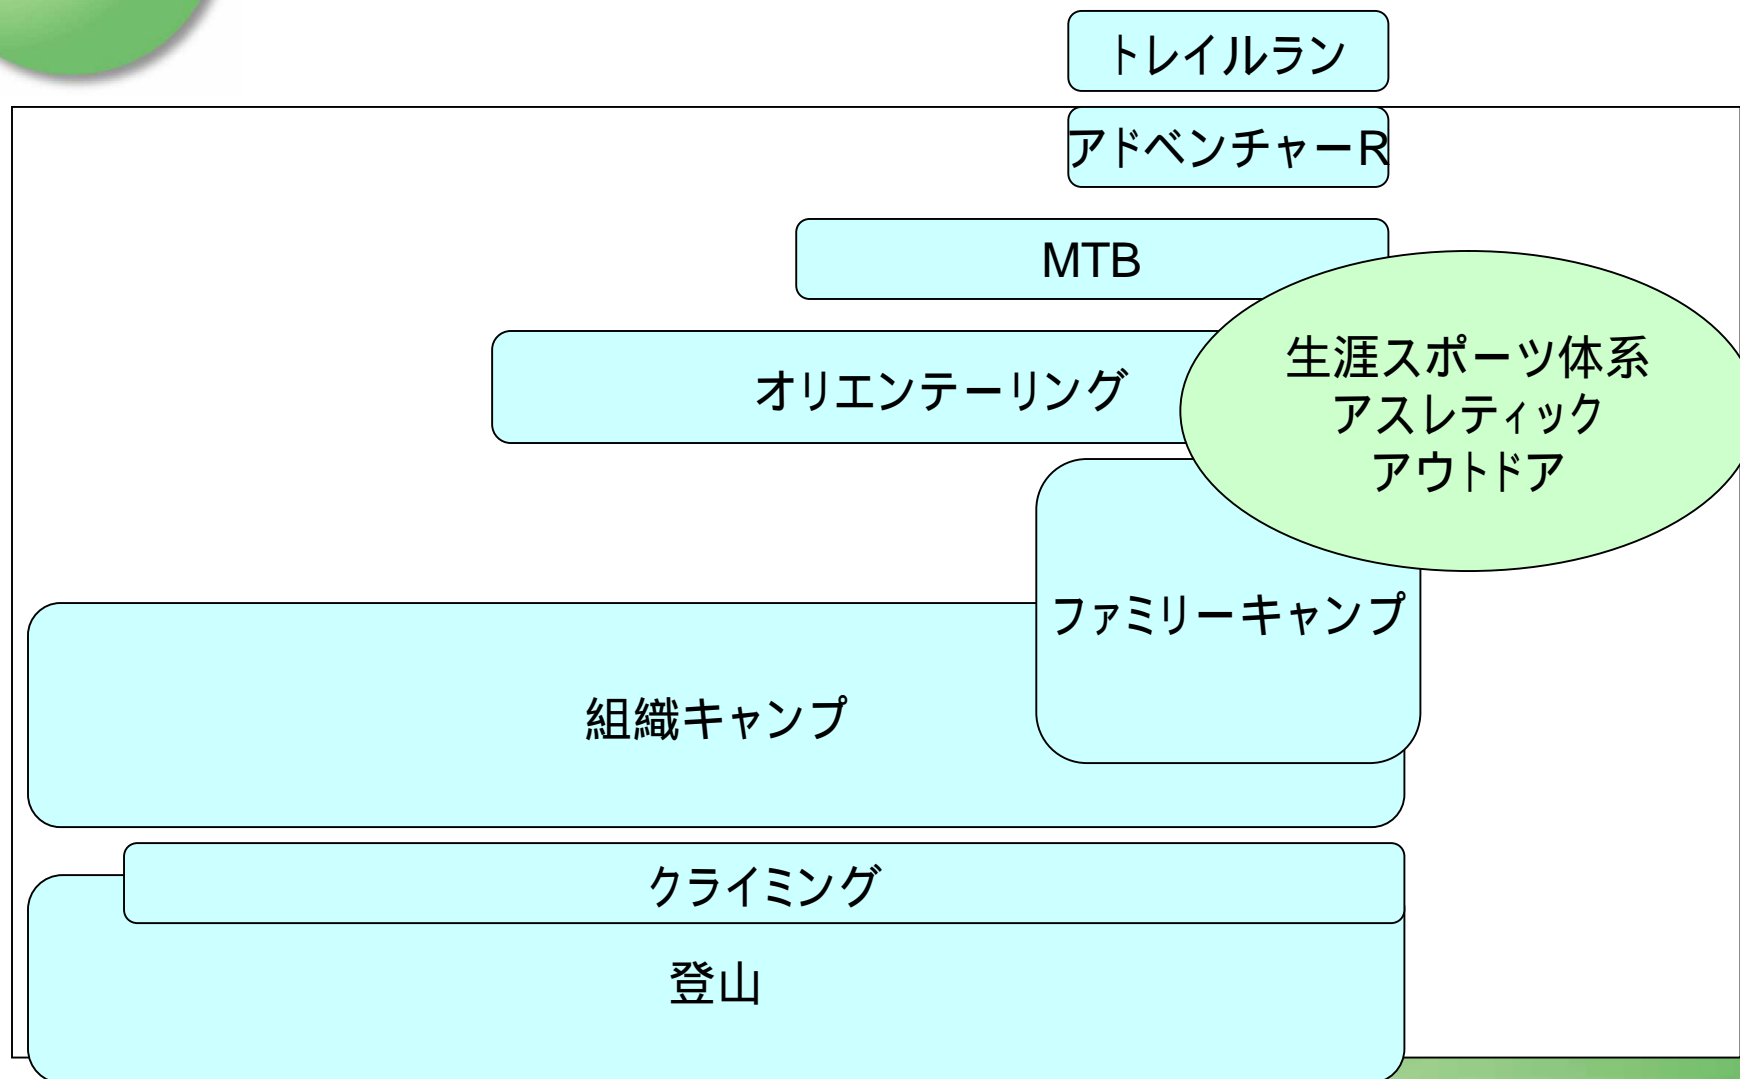 トレイルラン
アドベンチャーR
MTB
オリエンテーリング
生涯スポーツ体系
アスレティック
アウトドア
ファミリーキャンプ
組織キャンプ
クライミング
登山